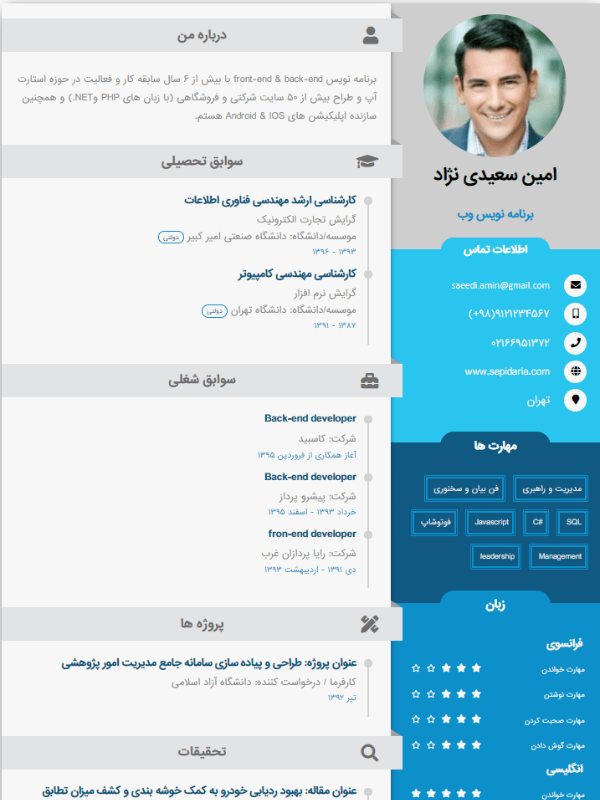 امین سعیدی نژاد
برنامه نویس وب
اطلاعات تماس
saeedi.amin@gmail.com
(+۹۸)۹۱۲۱۲۳۴۵۶۷
۰۲۱۶۶۹۵۱۳۷۲
www.sepidaria.com
تهران
مهارت ها
مدیریت و راهبری
فن بیان و سخنوری
SQL
C#
Javascript
فوتوشاپ
Management
leadership
زبان
فرانسوی
مهارت خواندن
مهارت نوشتن
مهارت صحبت کردن
مهارت گوش دادن
انگلیسی
مهارت خواندن
درباره من
برنامه نویس front-end & back-end با بیش از ۶ سال سابقه کار و فعالیت در حوزه استارت
آپ و طراح بیش از ۵۰ سایت شرکتی و فروشگاهی (با زبان های PHP و NET.) و همچنین
سازنده اپلیکیشن های Android & IOS هستم.
سوابق تحصیلی
کارشناسی ارشد مهندسی فناوری اطلاعات
گرایش تجارت الکترونیک
موسسه/دانشگاه: دانشگاه صنعتی امیر کبیر دولتی
۱۳۹۳ - ۱۳۹۶
کارشناسی مهندسی کامپیوتر
گرایش نرم افزار
موسسه/دانشگاه: دانشگاه تهران دولتی
۱۳۸۷ - ۱۳۹۱
سوابق شغلی
Back-end developer
شرکت: کاسبید
آغاز همکاری از فروردین ۱۳۹۵
Back-end developer
شرکت: پیشرو پرداز
خرداد ۱۳۹۳ - اسفند ۱۳۹۵
fron-end developer
شرکت: رایا پردازان غرب
دی ۱۳۹۱ - اردیبهشت ۱۳۹۳
پروژه ها
عنوان پروژه: طراحی و پیاده سازی سامانه جامع مدیریت امور پژوهشی
کارفرما / درخواست کننده: دانشگاه آزاد اسلامی
تیر ۱۳۹۲
تحقیقات
عنوان مقاله: بهبود ردیابی خودرو به کمک خوشه بندی و کشف میزان تطابق